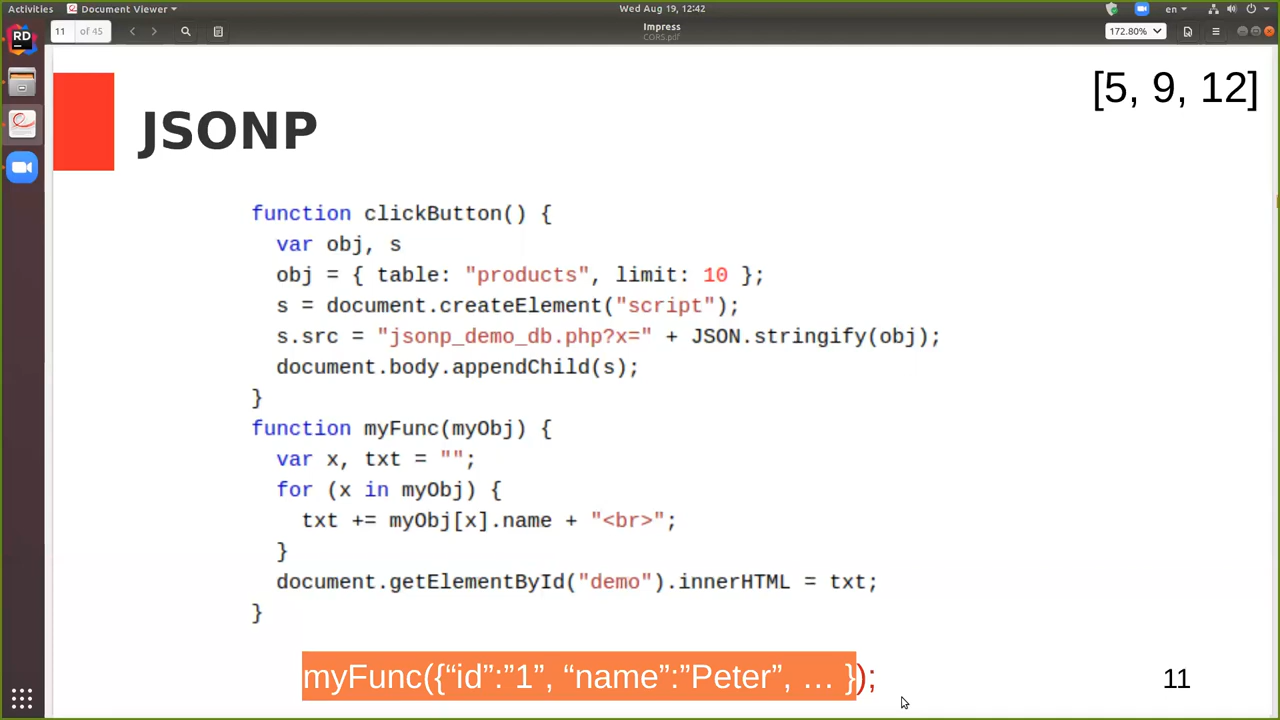 Activities
Document Viewer
Wed Aug 19, 12:42
en
11
of 45
Impress
CORS.pdf
172.80%
RD
[5, 9, 12]
JSONP
function clickButton() {
var obj, s
obj = { table: "products", limit: 10 };
s = document.createElement("script");
s.src = "jsonp_demo_db.php?x=" + JSON.stringify(obj);
document.body.appendChild(s);
}
function myFunc(myObj) {
var x, txt = "";
for (x in myObj) {
txt += myObj[x].name + "<br>";
}
document.getElementById("demo").innerHTML = txt;
}
myFunc({“id”:”1”, “name”:”Peter”, … });
11